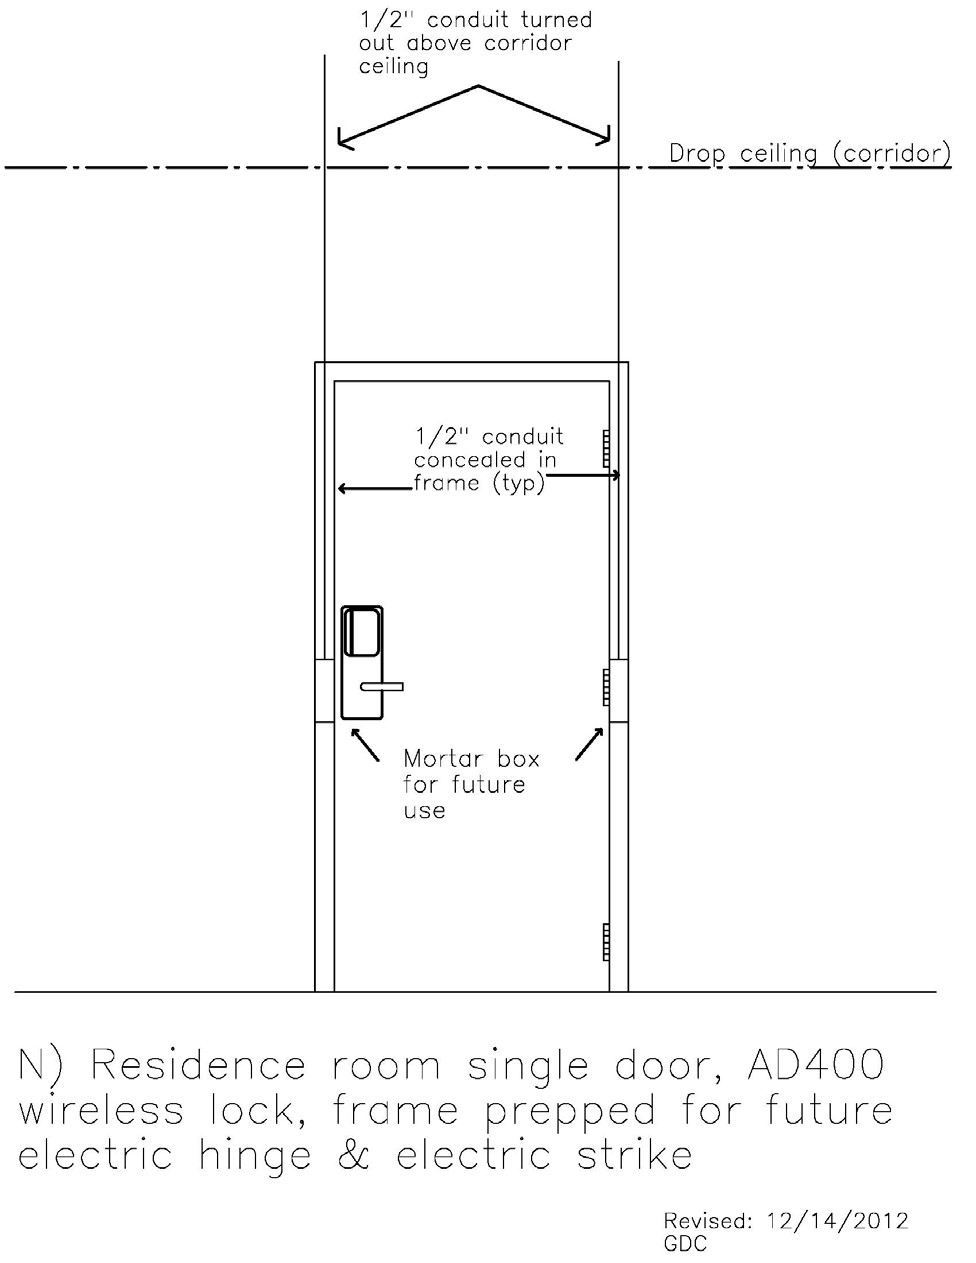 1/2" conduit turned
out above corridor
ceiling
Drop ceiling (corridor)
1/2" conduit
concealed in
frame (typ)
Mortar box
for future
use
N) Residence room single door, AD400
wireless lock, frame prepped for future
electric hinge & electric strike
Revised: 12/14/2012
GDC